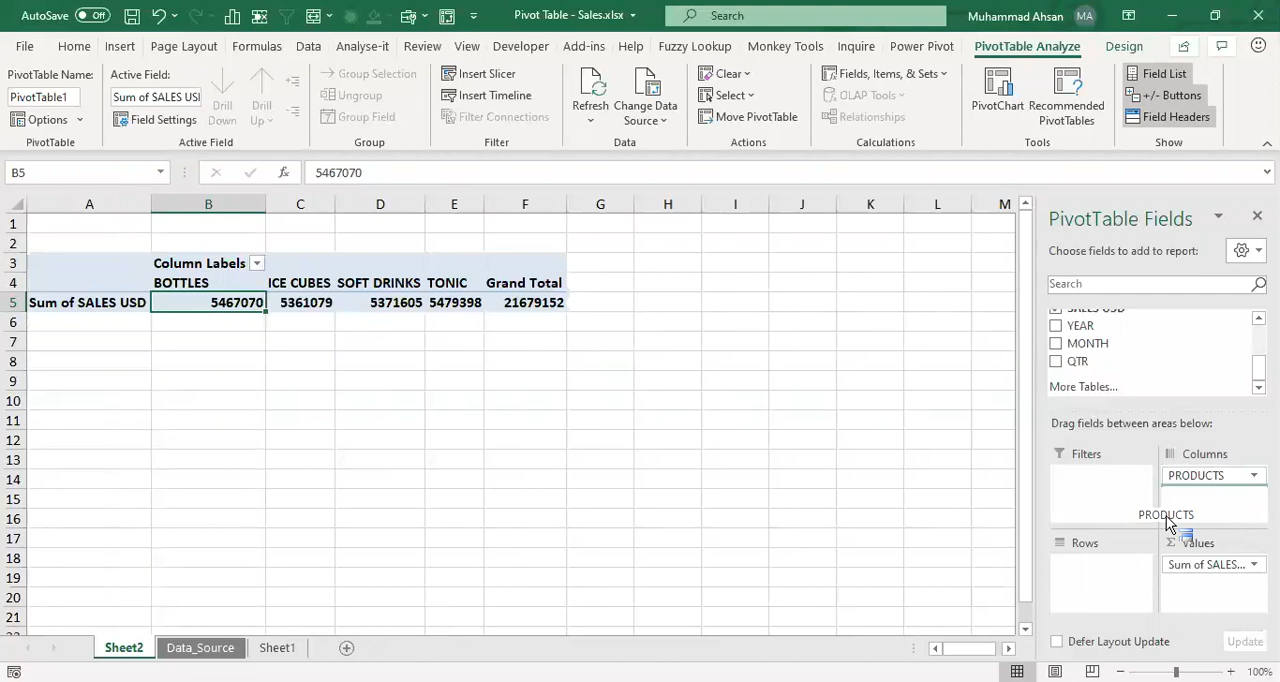 AutoSave Off
Pivot Table - Sales.xlsx
Search
Muhammad Ahsan MA
File Home Insert Page Layout Formulas Data Analyse-it Review View Developer Add-ins Help Fuzzy Lookup Monkey Tools Inquire Power Pivot PivotTable Analyze Design
PivotTable Name:
PivotTable1
Options
PivotTable
Active Field:
Sum of SALES USI
Field Settings
Drill Down
Drill Up
Active Field
Group Selection
Ungroup
Group Field
Group
Insert Slicer
Insert Timeline
Filter Connections
Filter
Refresh
Change Data Source
Data
Clear
Select
Move PivotTable
Actions
Fields, Items, & Sets
OLAP Tools
Relationships
Calculations
PivotChart
Recommended PivotTables
Tools
Field List
+/- Buttons
Field Headers
Show
B5
fx
5467070
A B C D E F G H I J K L M
1
2
3 Column Labels
4 BOTTLES ICE CUBES SOFT DRINKS TONIC Grand Total
5 Sum of SALES USD 5467070 5361079 5371605 5479398 21679152
6
7
8
9
10
11
12
13
14
15
16
17
18
19
20
21
Sheet2 Data_Source Sheet1
PivotTable Fields
Choose fields to add to report:
Search
SALES USD
YEAR
MONTH
QTR
More Tables...
Drag fields between areas below:
Filters
Columns
PRODUCTS
PRODUCTS
Rows
Σ Values
Sum of SALES...
Defer Layout Update
Update
100%